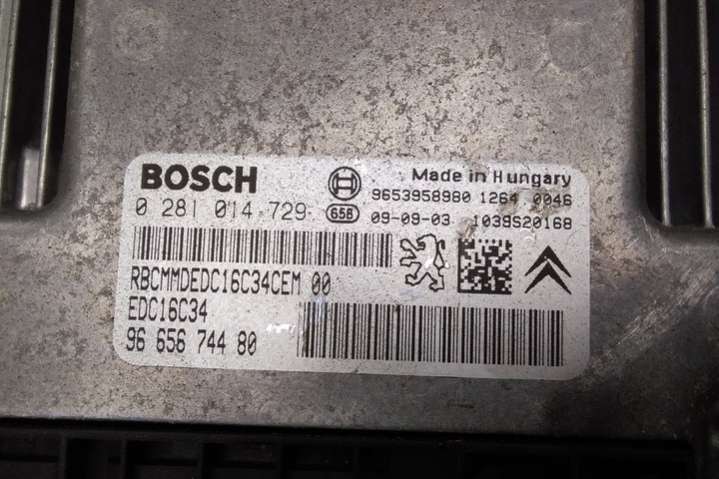 BOSCH
Made in Hungary
9653958980 1264 0046
0 281 014 729 658 09-09-03 1039S20168
RBCMMDEDC16C34CEM 00
EDC16C34
96 656 744 80